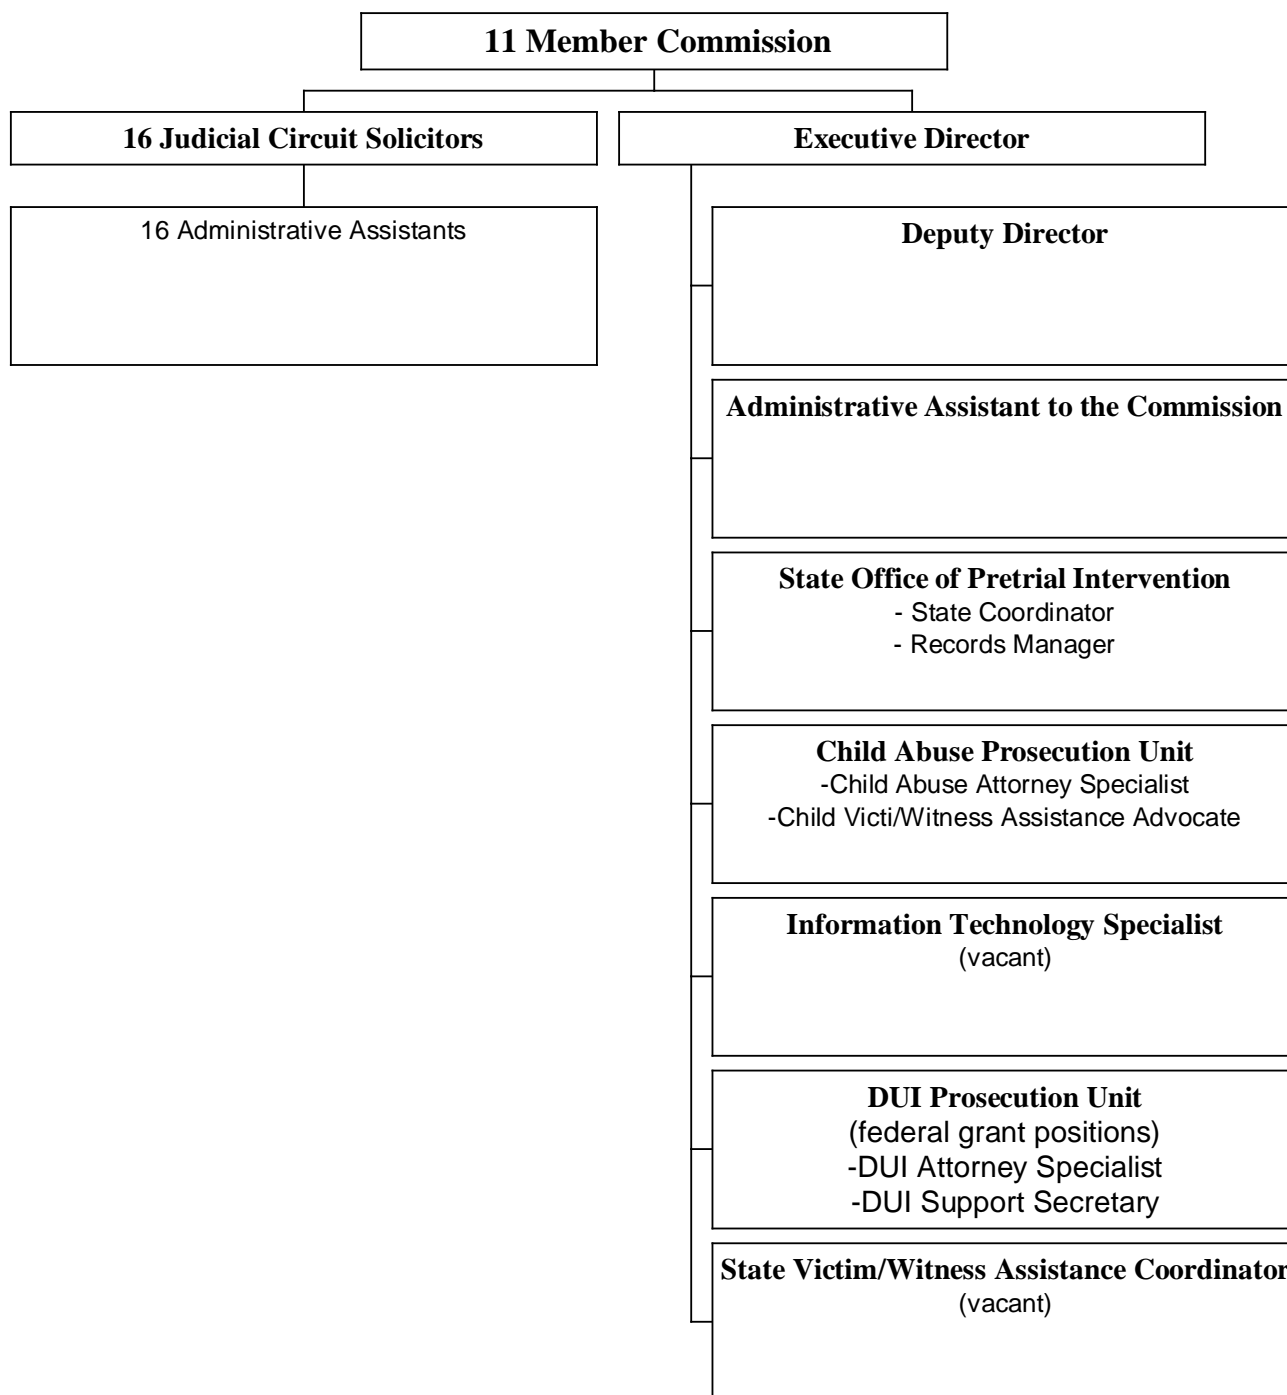 11 Member Commission
16 Judicial Circuit Solicitors
Executive Director
16 Administrative Assistants
Deputy Director
Administrative Assistant to the Commission
State Office of Pretrial Intervention
- State Coordinator
- Records Manager
Child Abuse Prosecution Unit
-Child Abuse Attorney Specialist
-Child Victi/Witness Assistance Advocate
Information Technology Specialist
(vacant)
DUI Prosecution Unit
(federal grant positions)
-DUI Attorney Specialist
-DUI Support Secretary
State Victim/Witness Assistance Coordinator
(vacant)